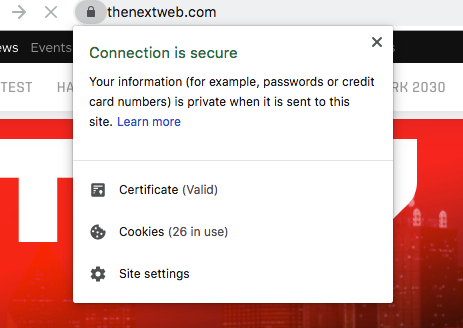 thenextweb.com
ews Events
Connection is secure
TEST HA
Your information (for example, passwords or credit
card numbers) is private when it is sent to this
site. Learn more
RK 2030
Certificate (Valid)
Cookies (26 in use)
Site settings